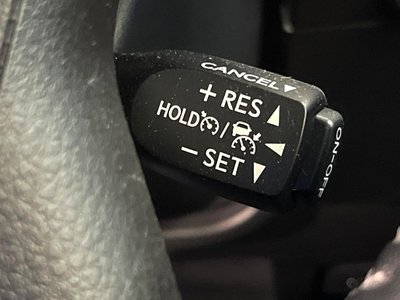 CANCEL▼
+ RES ▲
HOLD /
− SET ▼
ON-OFF